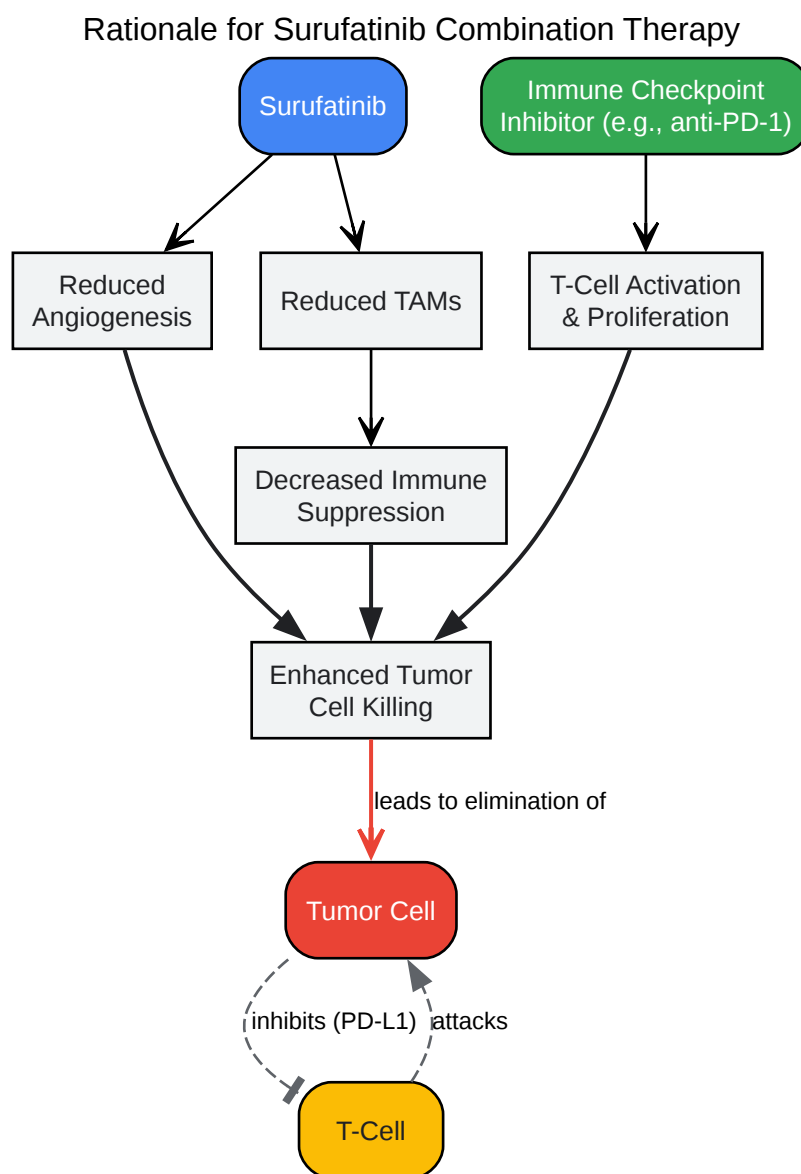 Rationale for Surufatinib Combination Therapy
Surufatinib
Immune Checkpoint
Inhibitor (e.g., anti-PD-1)
Reduced
Angiogenesis
Reduced TAMs
T-Cell Activation
& Proliferation
Decreased Immune
Suppression
Enhanced Tumor
Cell Killing
leads to elimination of
Tumor Cell
inhibits (PD-L1)
attacks
T-Cell